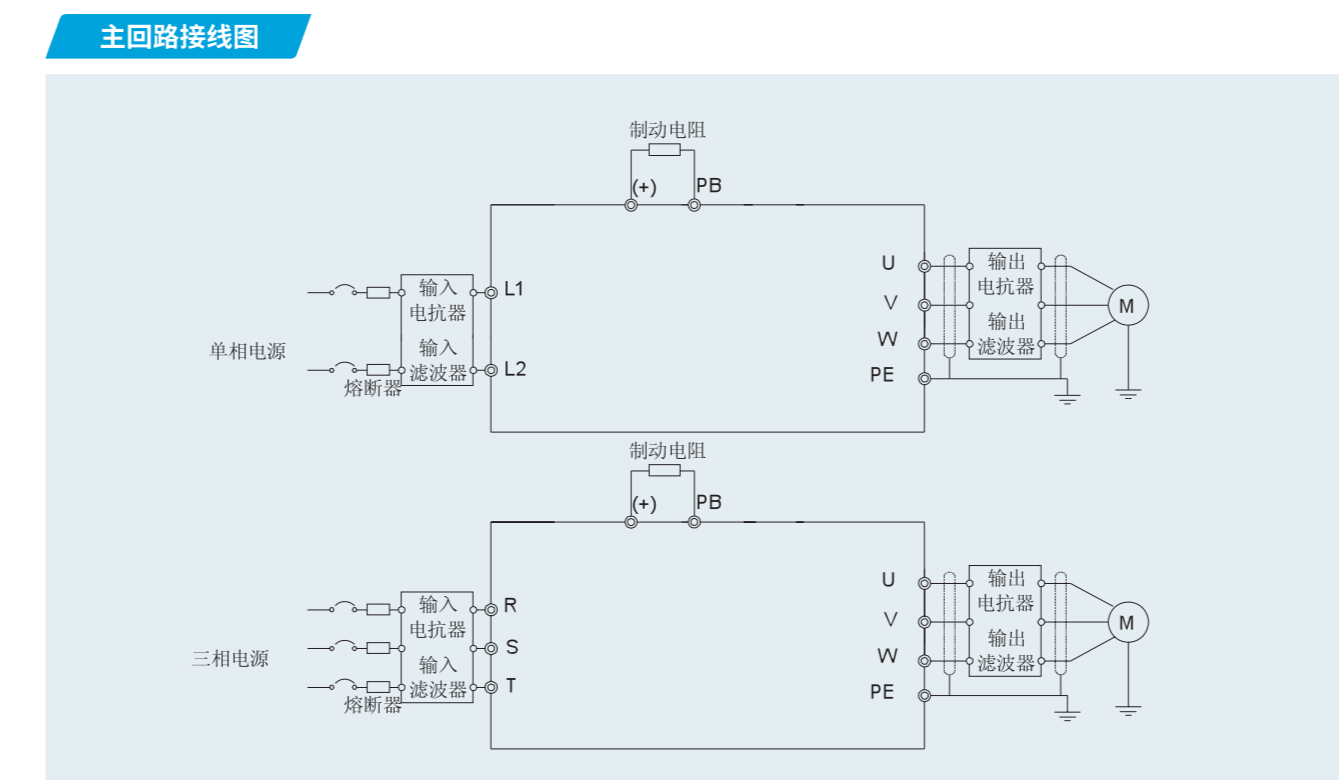 主回路接线图
制动电阻
(+) PB
U
V
W
PE
输入
电抗器
输入
滤波器
L1
L2
单相电源
熔断器
输出
电抗器
输出
滤波器
M
制动电阻
(+) PB
U
V
W
PE
输入
电抗器
输入
滤波器
R
S
T
三相电源
熔断器
输出
电抗器
输出
滤波器
M